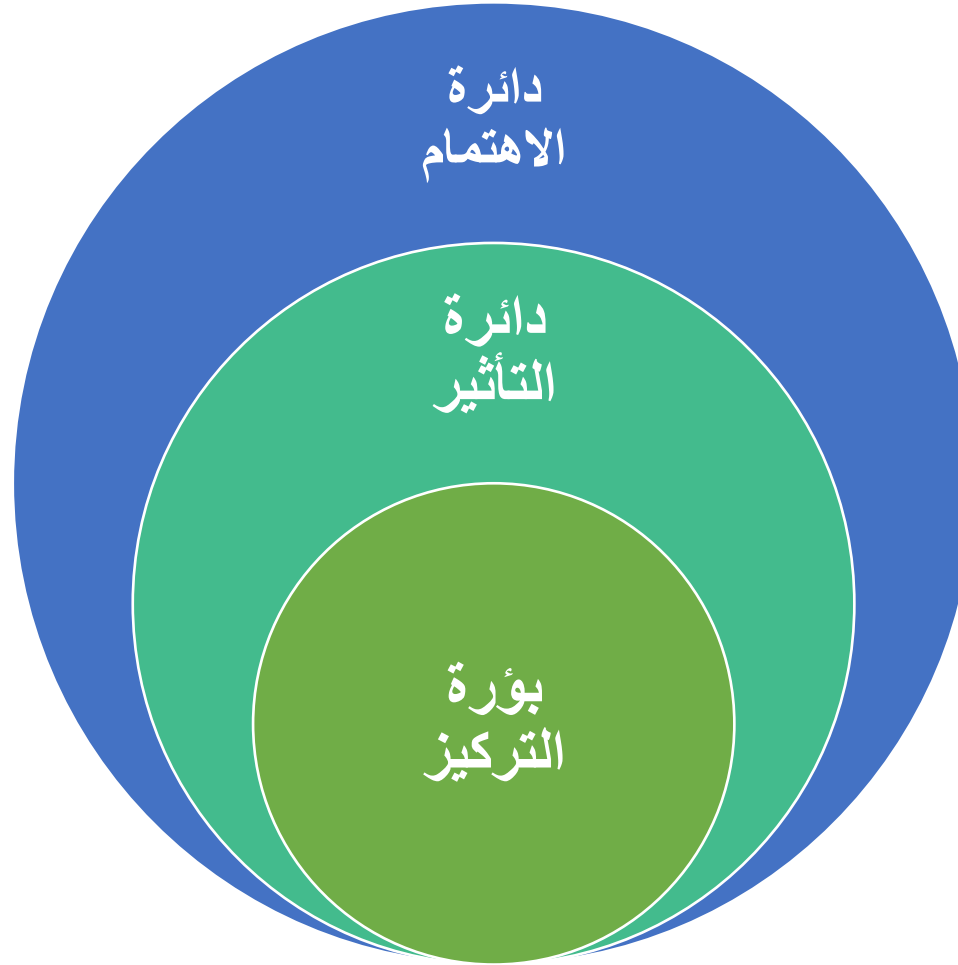 دائرة
الاهتمام
دائرة
التأثير
بؤرة
التركيز